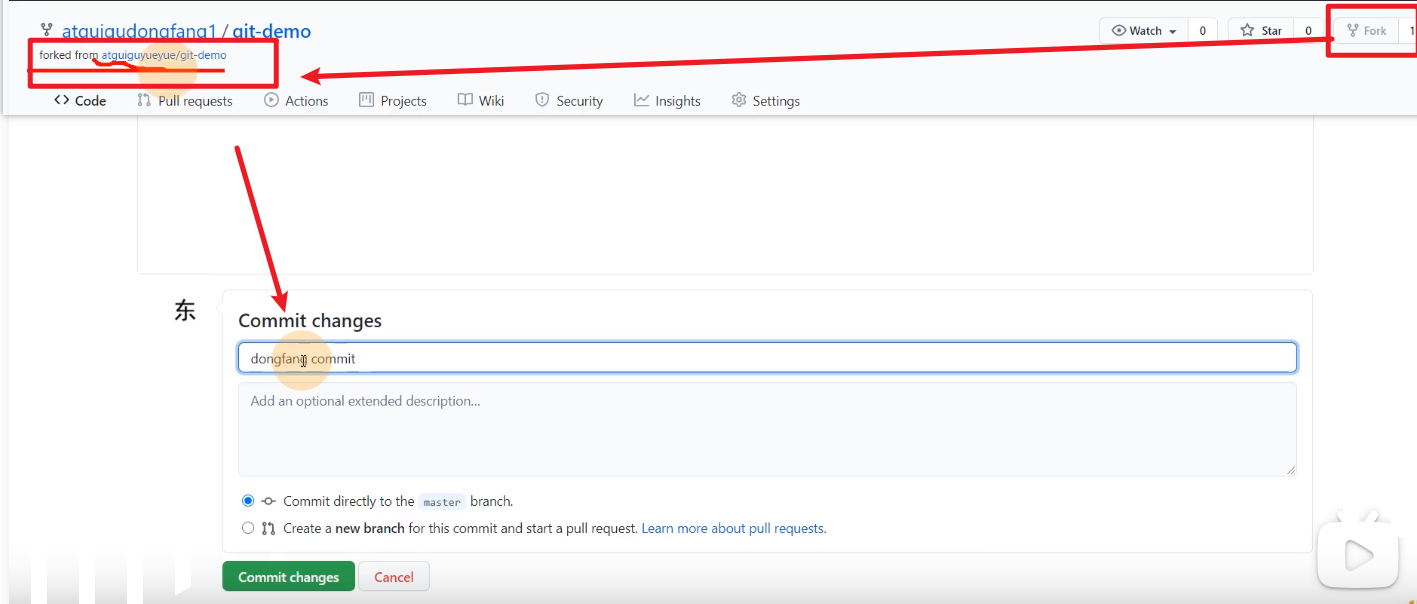 atguigudongfang1 / git-demo
Watch 0 Star 0 Fork 1
forked from atguiguyueyue/git-demo
Code Pull requests Actions Projects Wiki Security Insights Settings
东
Commit changes
dongfang commit
Add an optional extended description...
Commit directly to the master branch.
Create a new branch for this commit and start a pull request. Learn more about pull requests.
Commit changes Cancel